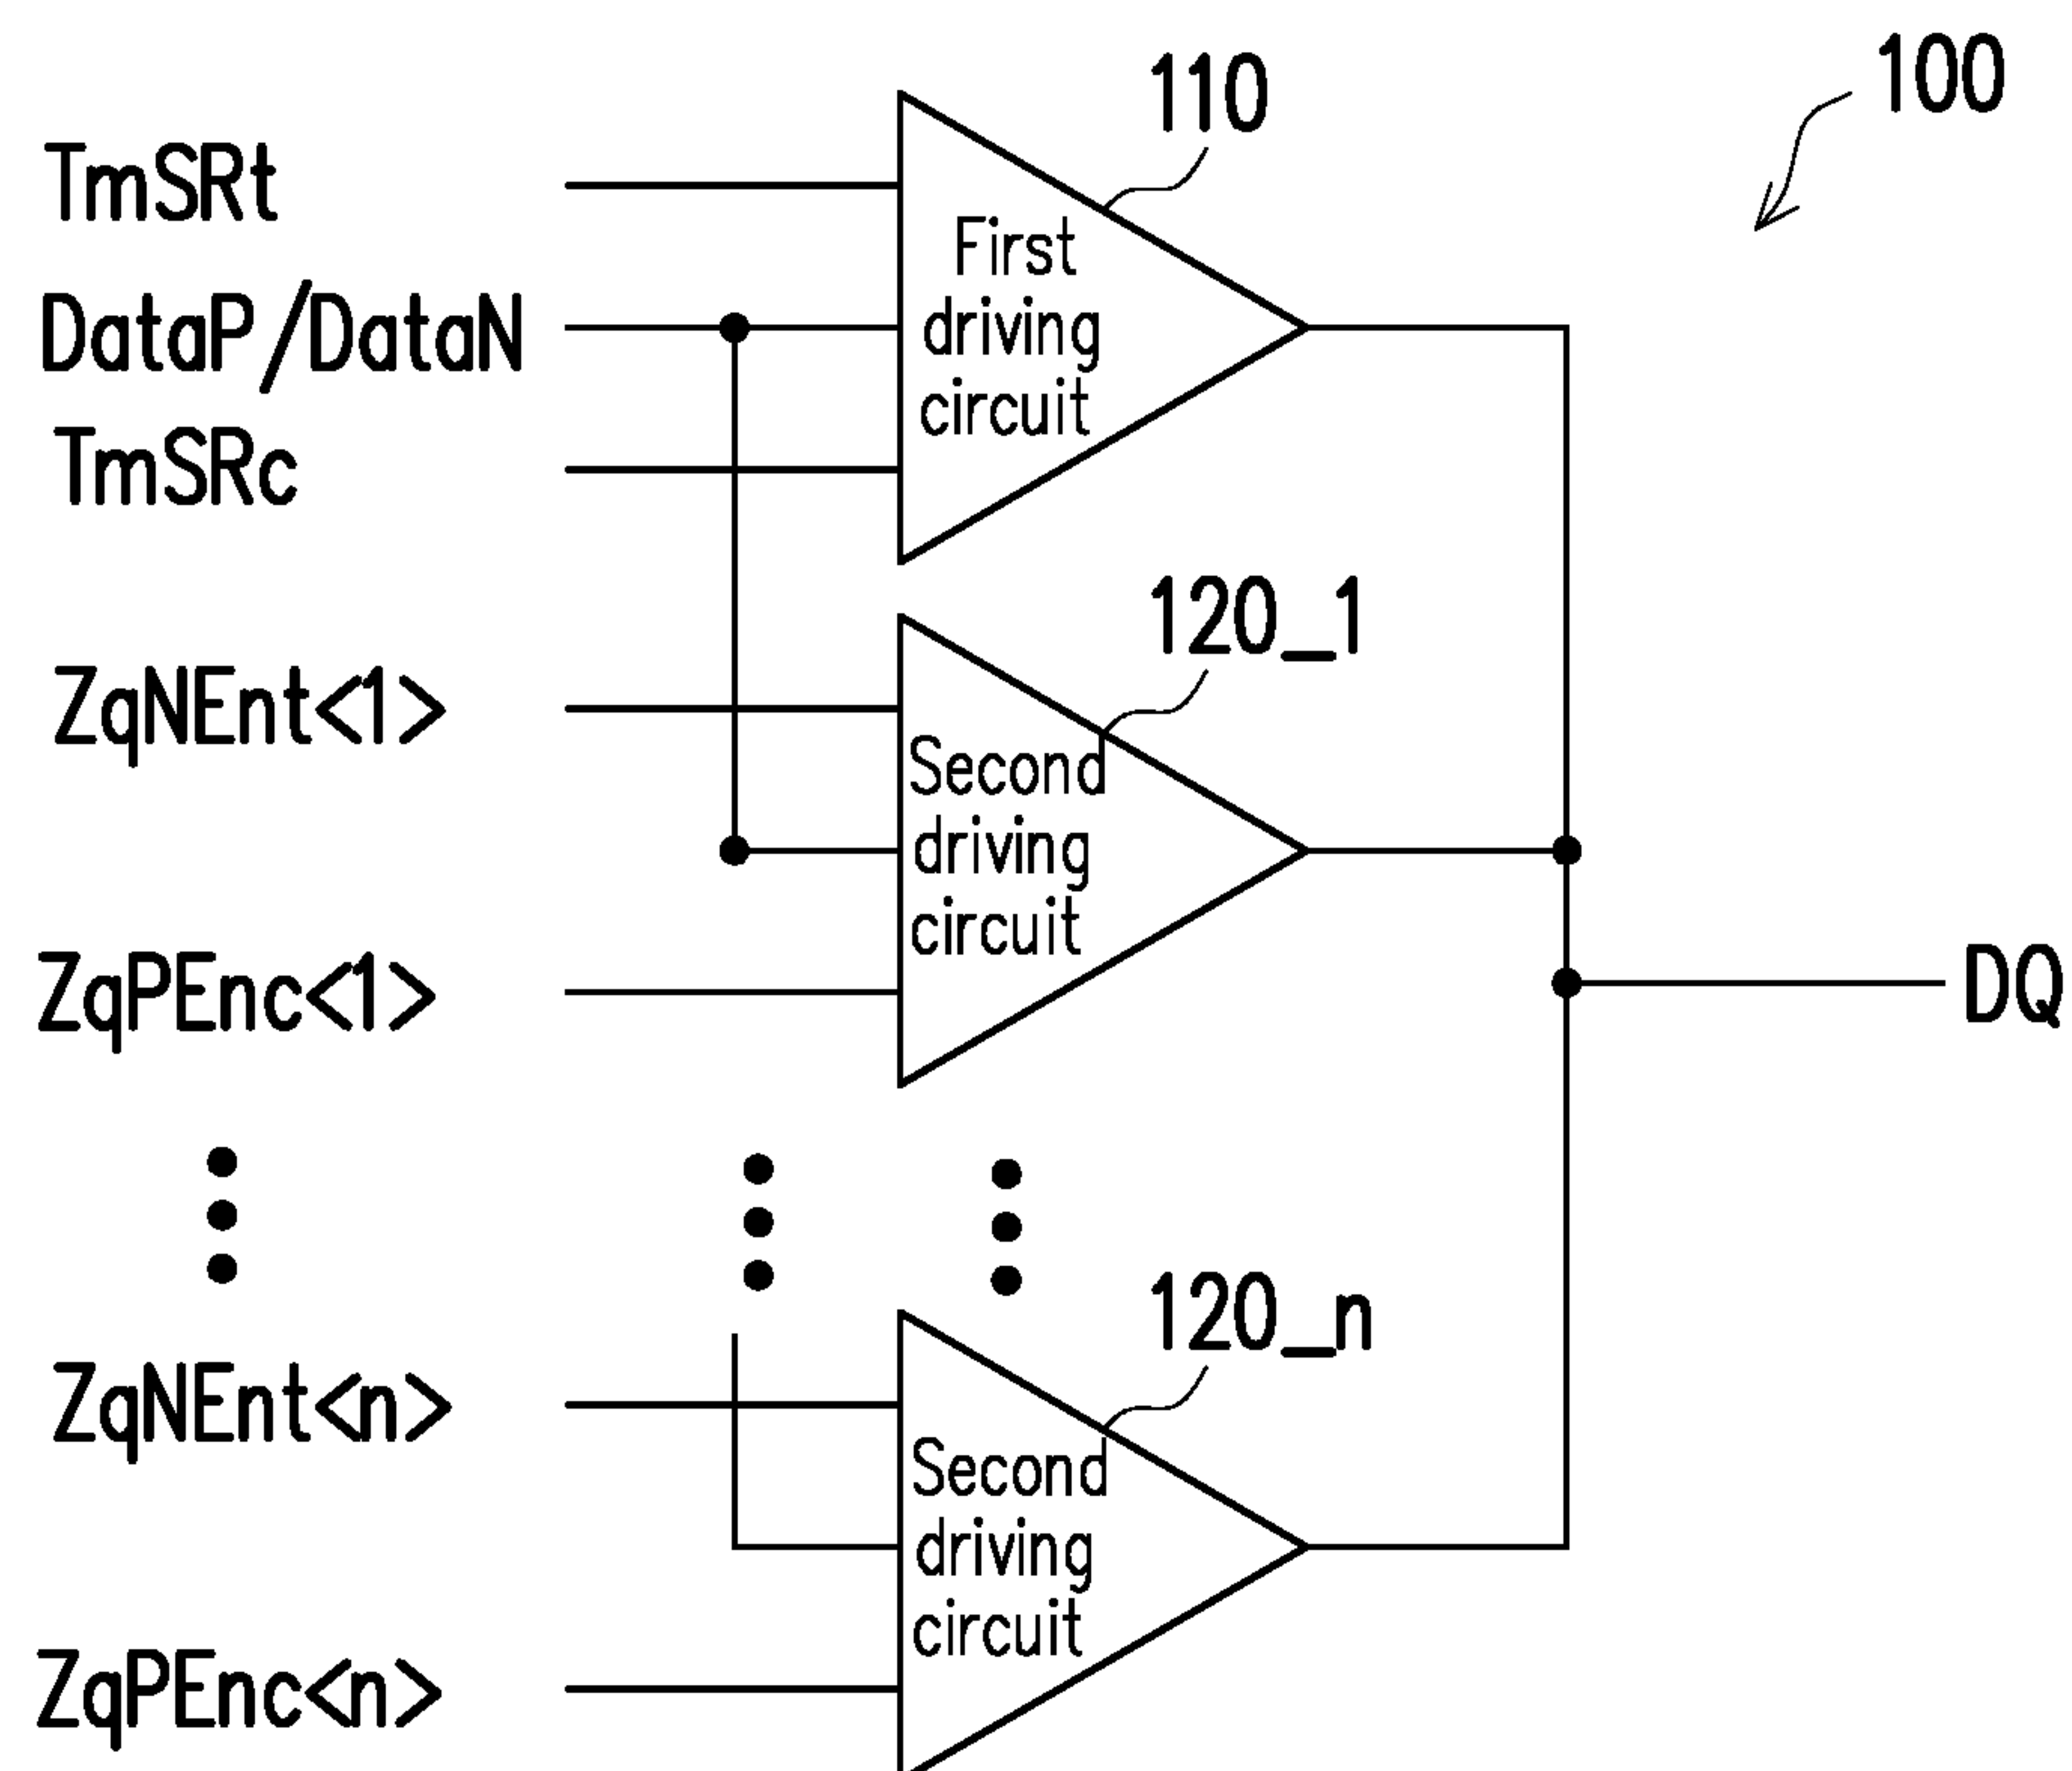 100
110
TmSRt
First
driving
circuit
DataP/DataN
TmSRc
120_1
ZqNEnt<1>
Second
driving
circuit
ZqPEnc<1>
DQ
120_n
ZqNEnt<n>
Second
driving
circuit
ZqPEnc<n>